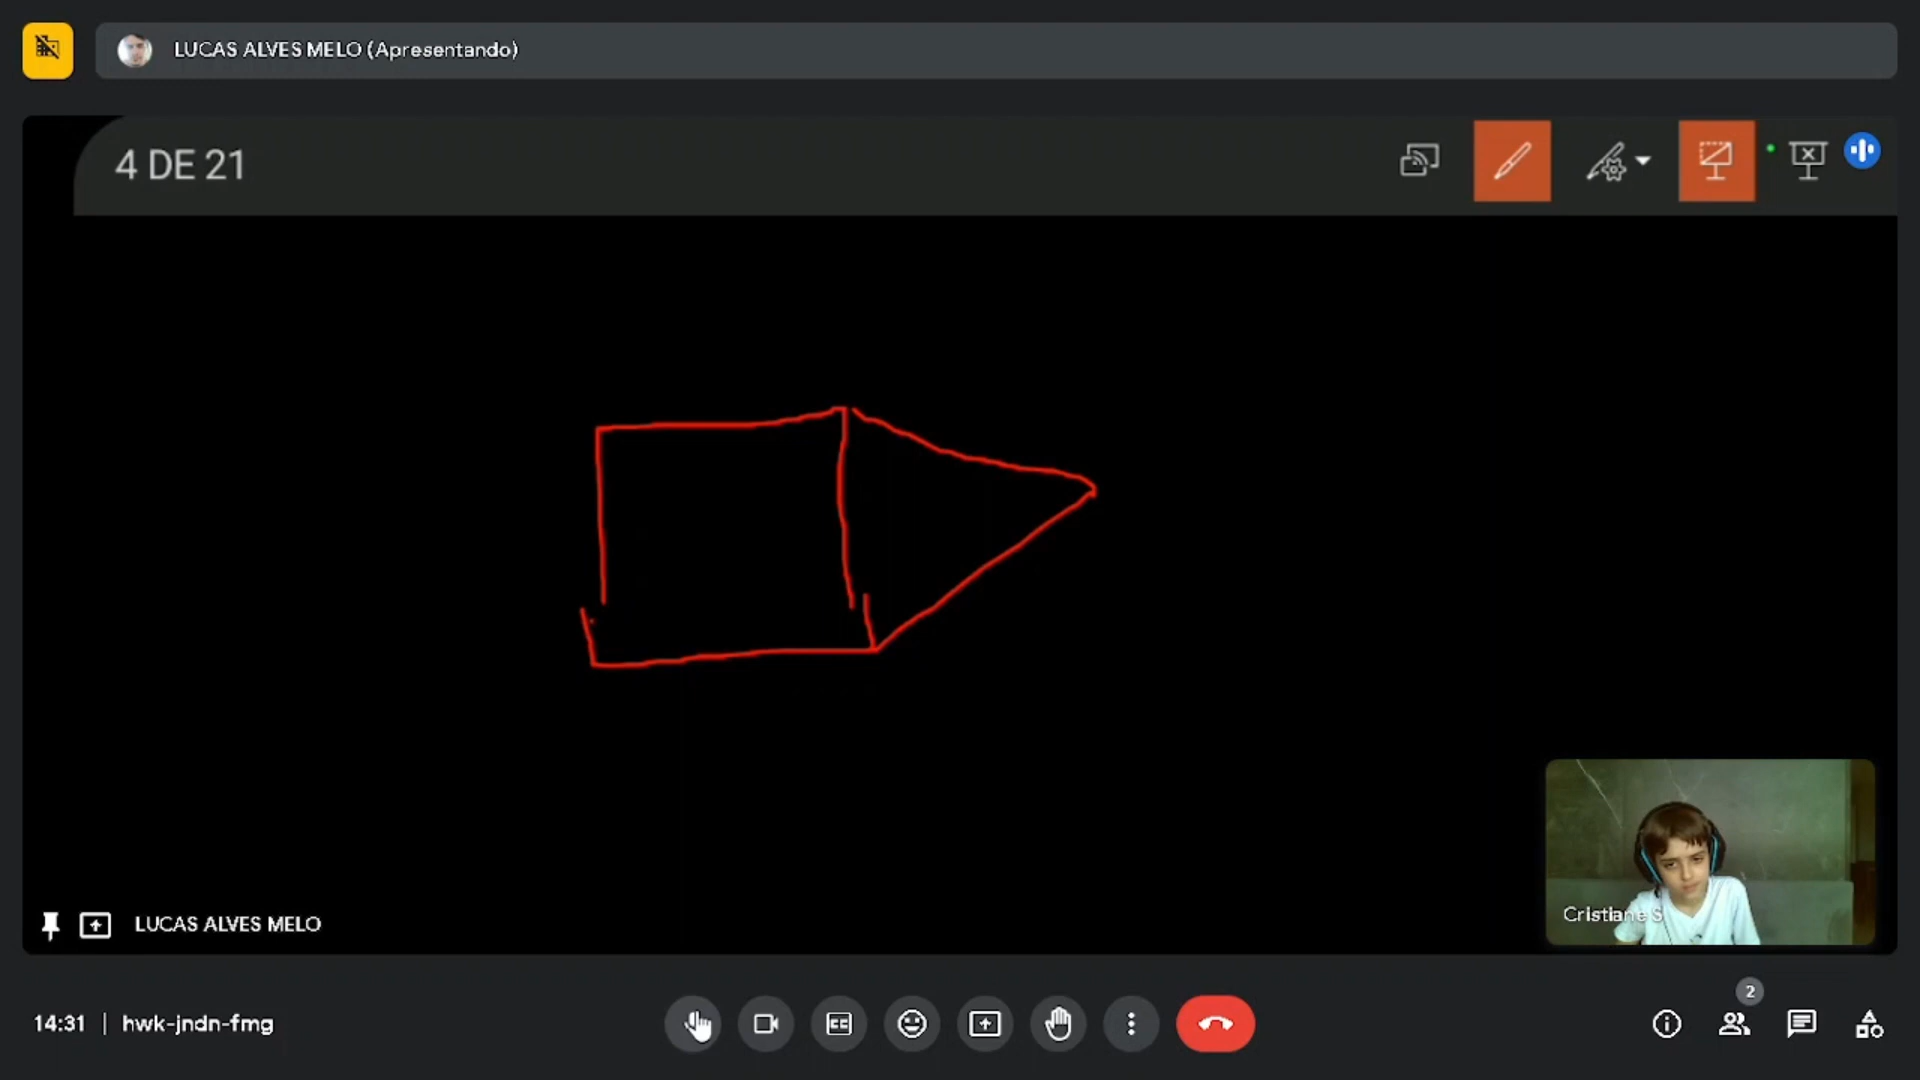 LUCAS ALVES MELO (Apresentando)
4 DE 21
LUCAS ALVES MELO
Cristiane S
14:31 | hwk-jndn-fmg
2